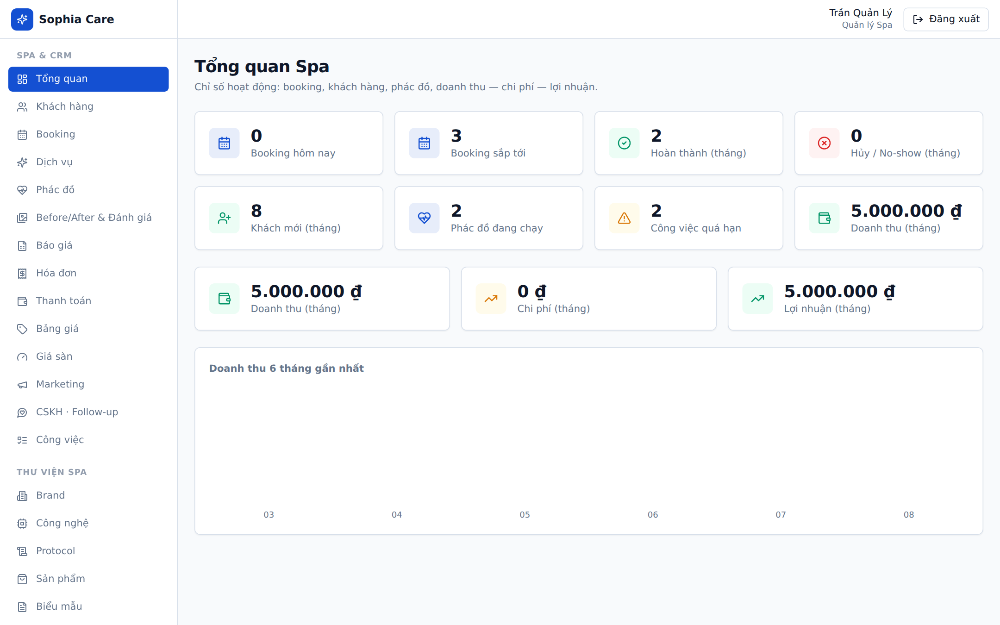 Sophia Care
Trần Quản Lý
Quản lý Spa
Đăng xuất
SPA & CRM
Tổng quan
Khách hàng
Booking
Dịch vụ
Phác đồ
Before/After & Đánh giá
Báo giá
Hóa đơn
Thanh toán
Bảng giá
Giá sàn
Marketing
CSKH · Follow-up
Công việc
THƯ VIỆN SPA
Brand
Công nghệ
Protocol
Sản phẩm
Biểu mẫu
Tổng quan Spa
Chỉ số hoạt động: booking, khách hàng, phác đồ, doanh thu — chi phí — lợi nhuận.
0
Booking hôm nay
3
Booking sắp tới
2
Hoàn thành (tháng)
0
Hủy / No-show (tháng)
8
Khách mới (tháng)
2
Phác đồ đang chạy
2
Công việc quá hạn
5.000.000 ₫
Doanh thu (tháng)
5.000.000 ₫
Doanh thu (tháng)
0 ₫
Chi phí (tháng)
5.000.000 ₫
Lợi nhuận (tháng)
Doanh thu 6 tháng gần nhất
03 04 05 06 07 08